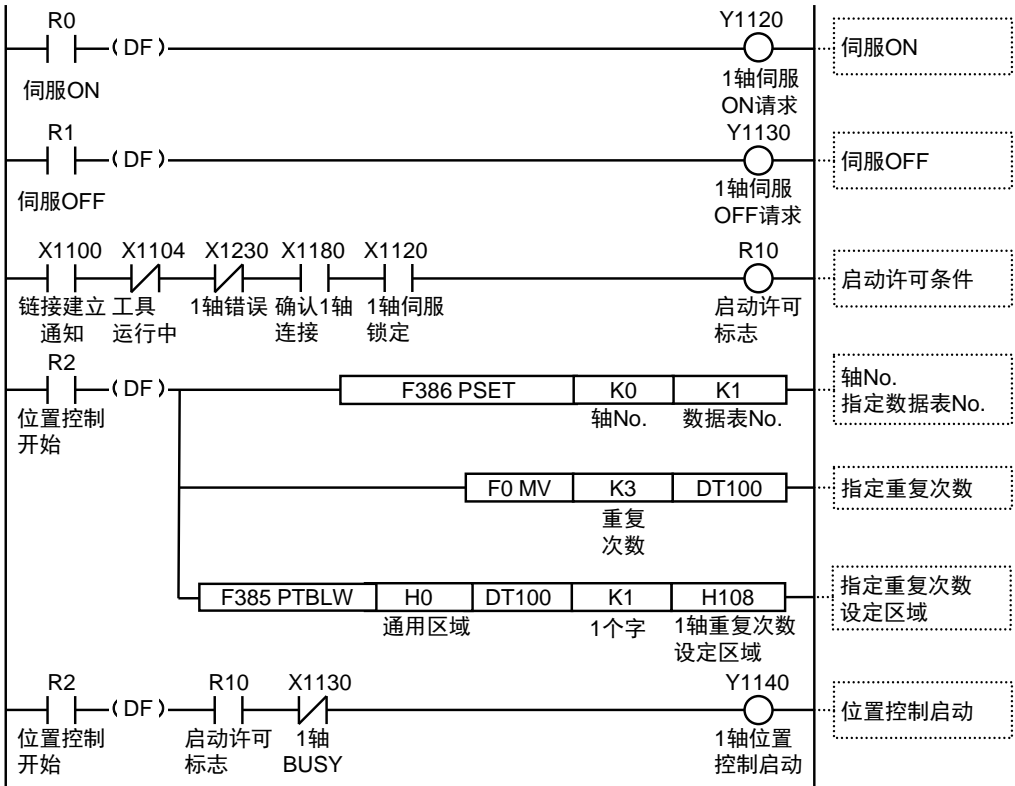 R0
Y1120
( DF )
伺服ON
伺服ON
1轴伺服
ON请求
R1
Y1130
( DF )
伺服OFF
伺服OFF
1轴伺服
OFF请求
X1100 X1104 X1230 X1180 X1120
R10
启动许可条件
链接建立
通知
工具
运行中
1轴错误
确认1轴
连接
1轴伺服
锁定
启动许可
标志
R2
( DF )
位置控制
开始
F386 PSET K0 K1
轴No. 数据表No.
轴No.
指定数据表No.
F0 MV K3 DT100
重复
次数
指定重复次数
F385 PTBLW H0 DT100 K1 H108
通用区域
1个字
1轴重复次数
设定区域
指定重复次数
设定区域
R2
( DF )
R10
X1130
Y1140
位置控制启动
位置控制
开始
启动许可
标志
1轴
BUSY
1轴位置
控制启动